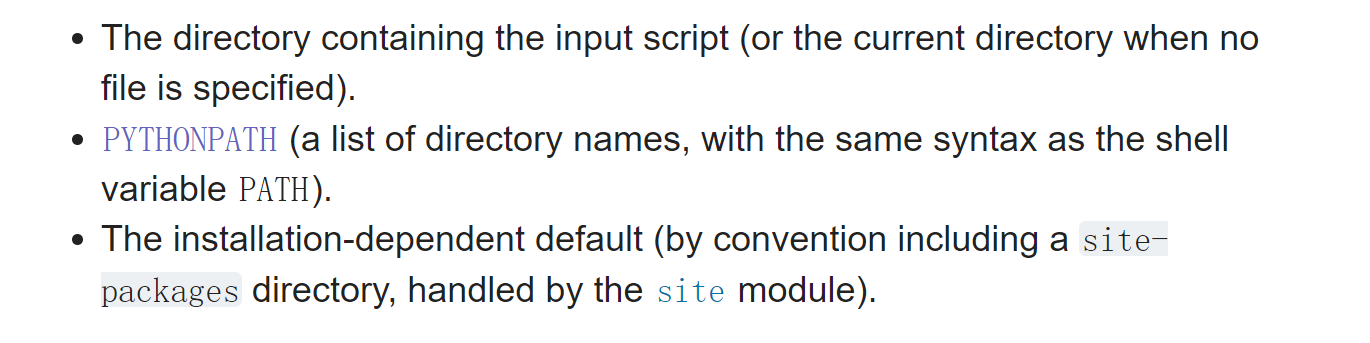 • The directory containing the input script (or the current directory when no
file is specified).
• PYTHONPATH (a list of directory names, with the same syntax as the shell
variable PATH).
• The installation-dependent default (by convention including a site-
packages directory, handled by the site module).